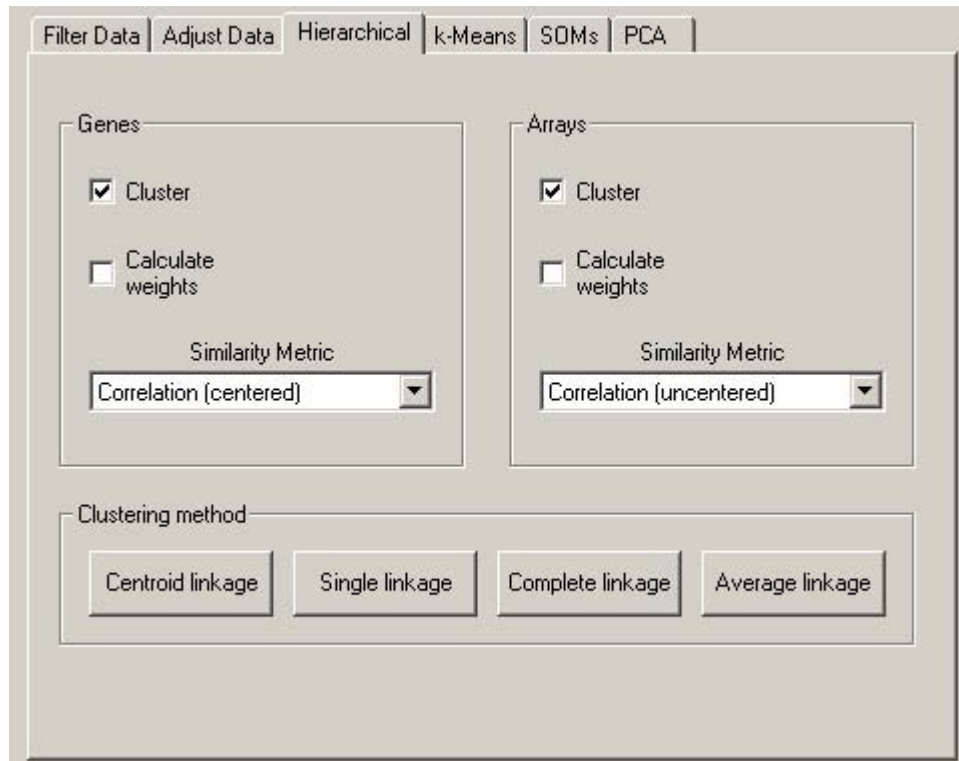 Filter Data Adjust Data Hierarchical k-Means SOMs PCA
Genes
Cluster
Calculate
weights
Similarity Metric
Correlation (centered)
Arrays
Cluster
Calculate
weights
Similarity Metric
Correlation (uncentered)
Clustering method
Centroid linkage Single linkage Complete linkage Average linkage